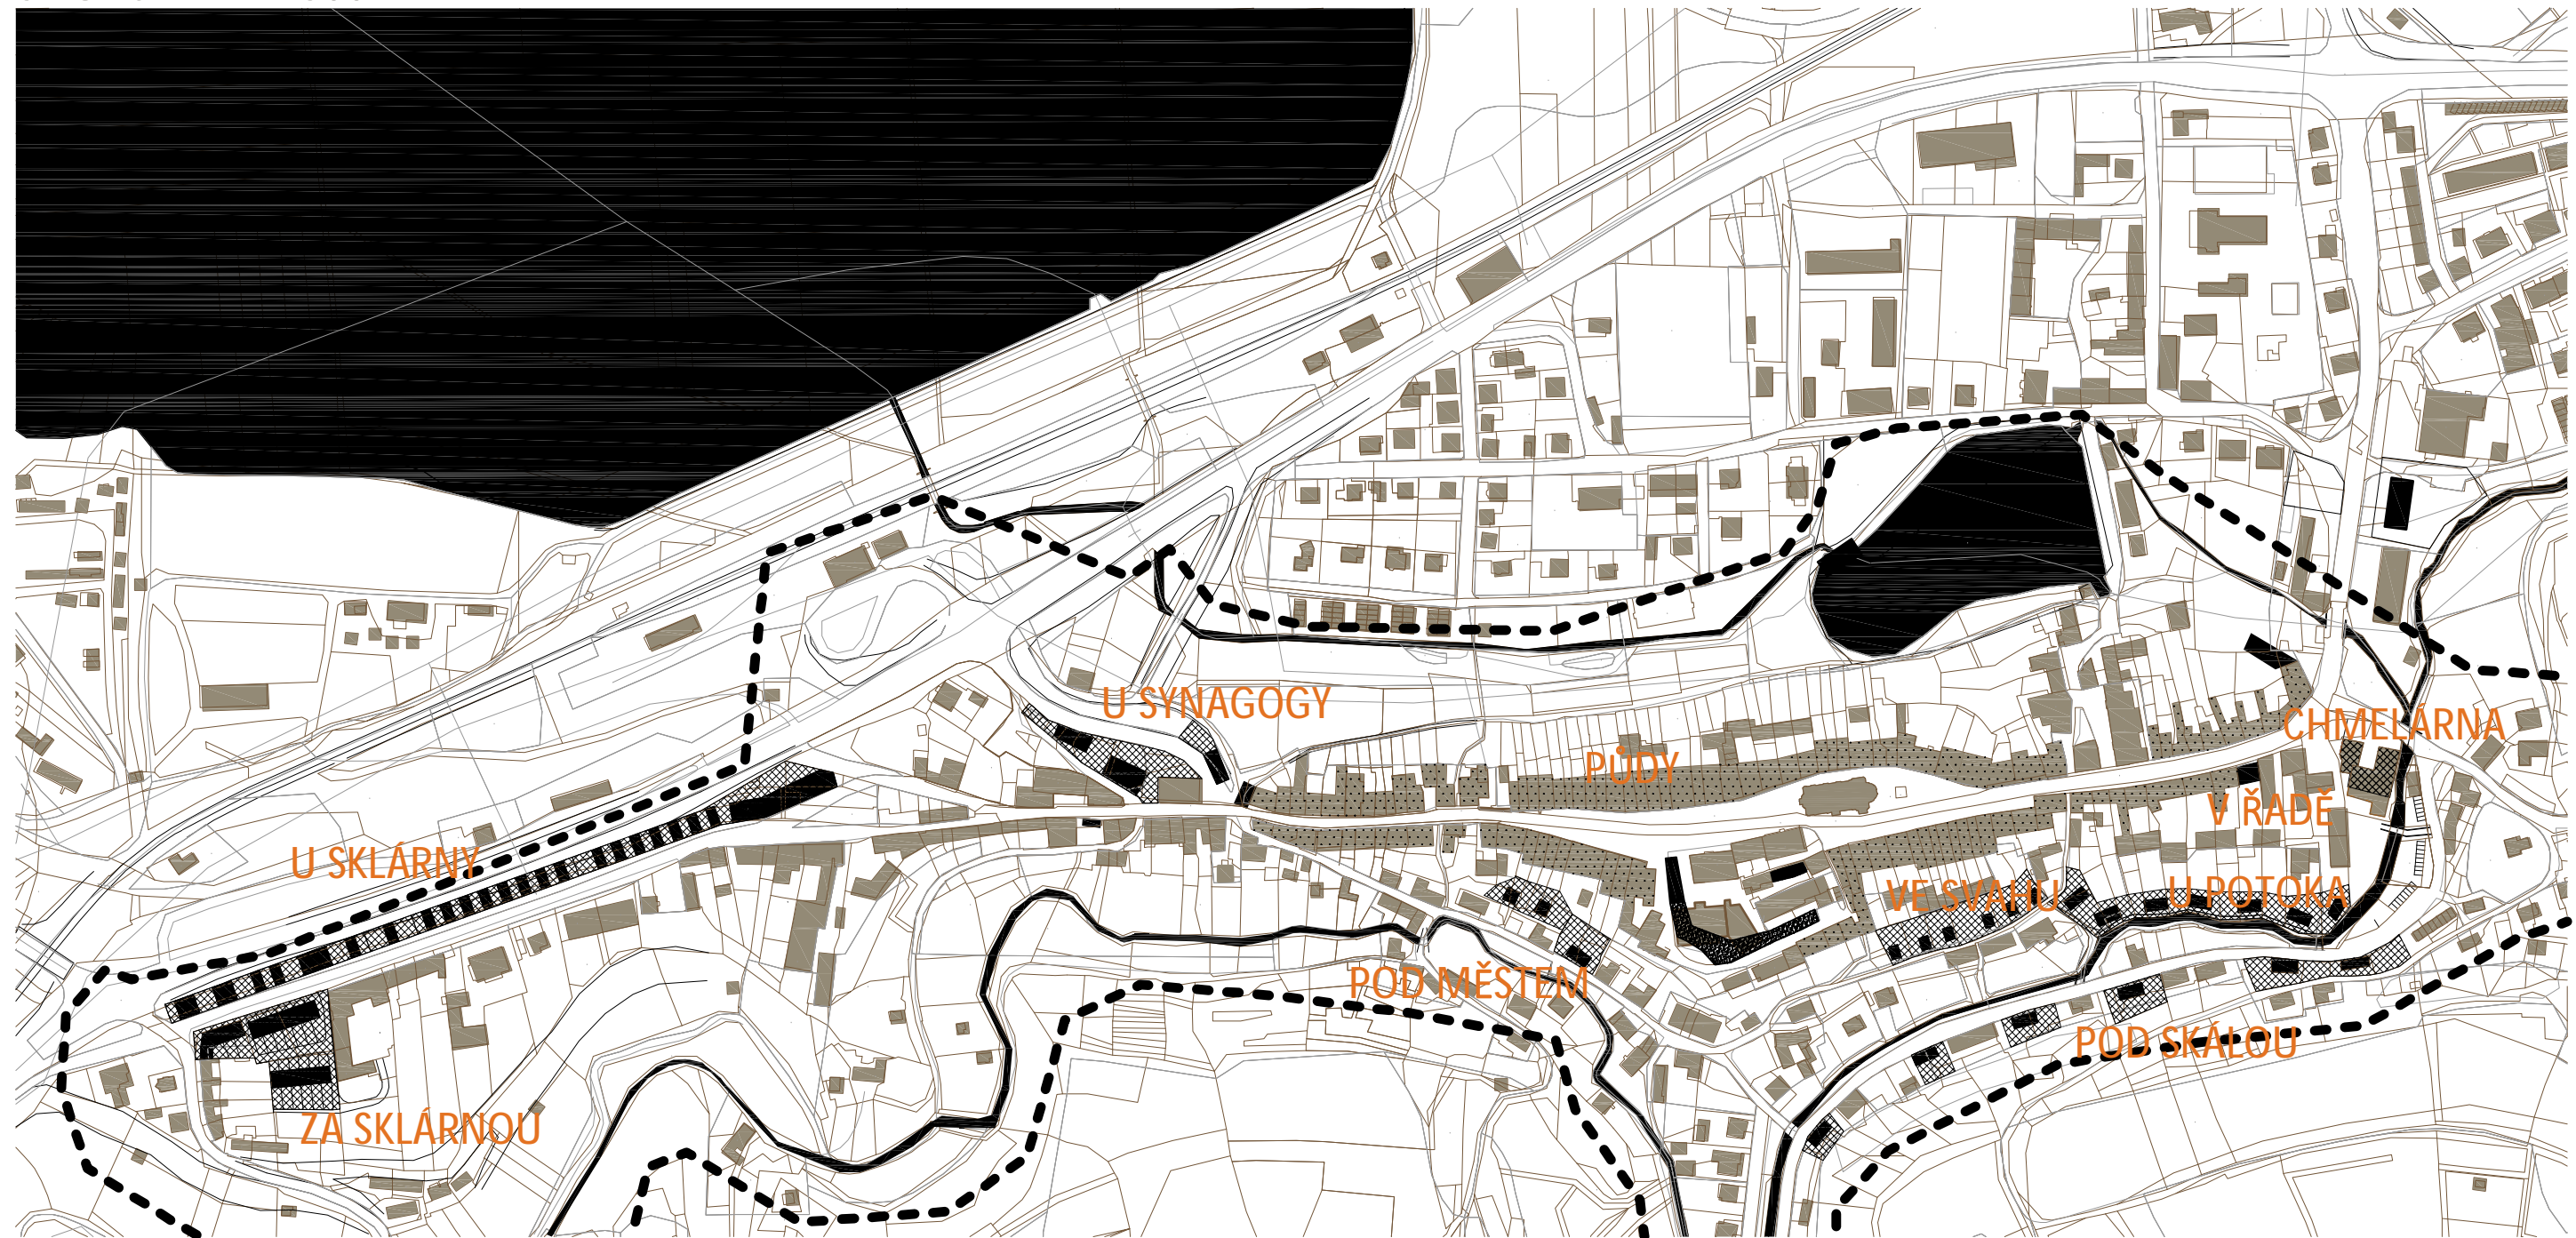 U SYNAGOGY
CHMELÁRNA
PŮDY
V ŘADĚ
U SKLÁRNY
VE SVAHU
U POTOKA
POD MĚSTEM
POD SKÁLOU
ZA SKLÁRNOU